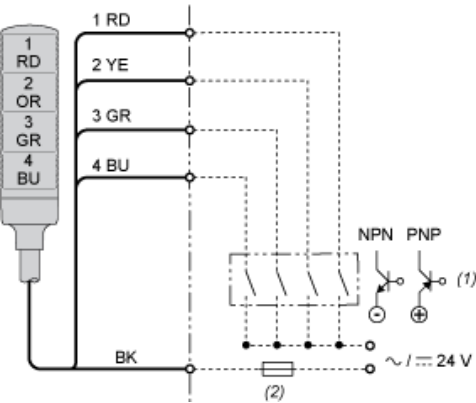 1
RD
2
OR
3
GR
4
BU
1 RD
2 YE
3 GR
4 BU
BK
NPN PNP
(1)
- +
~ / ⎓ 24 V
(2)